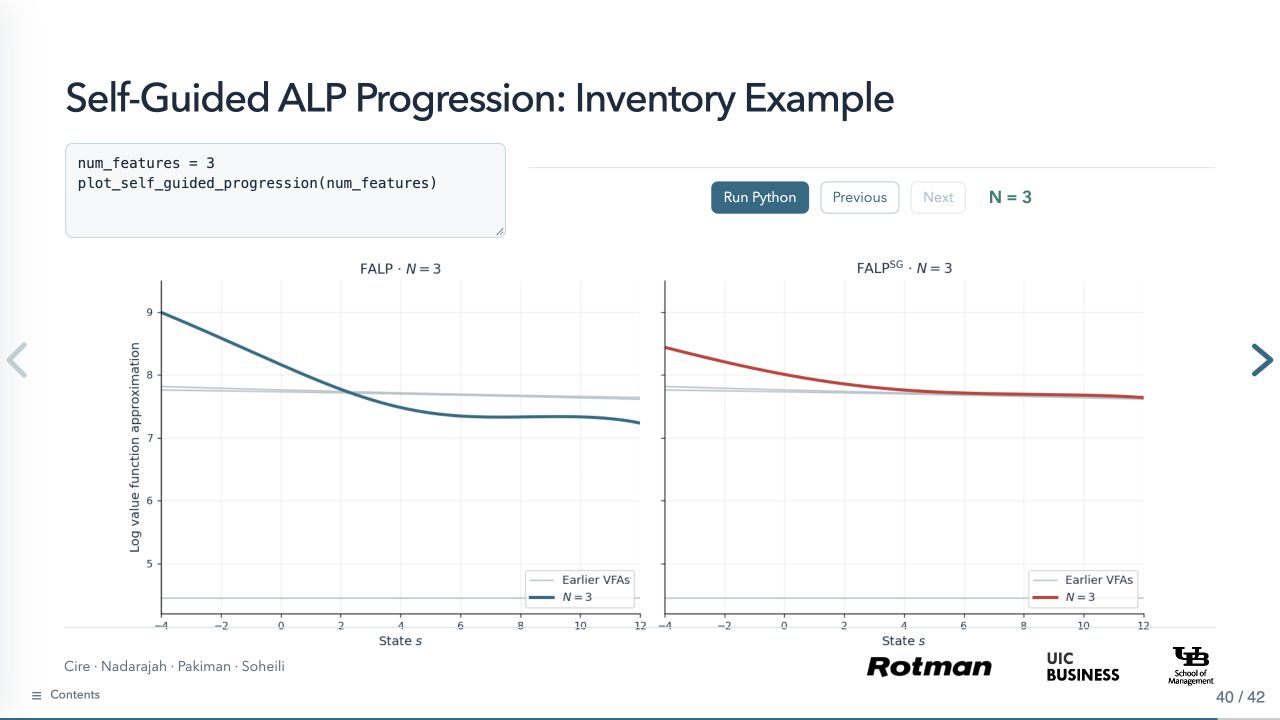 Self-Guided ALP Progression: Inventory Example
num_features = 3
plot_self_guided_progression(num_features)
Run Python
Previous
Next
N = 3
FALP · N = 3
9
8
7
6
5
Log value function approximation
Earlier VFAs
N = 3
−4 −2 0 2 4 6 8 10 12
State s
FALP^SG · N = 3
Earlier VFAs
N = 3
−4 −2 0 2 4 6 8 10 12
State s
Cire · Nadarajah · Pakiman · Soheili
Rotman
UIC
BUSINESS
UB
School of
Management
≡ Contents
40 / 42